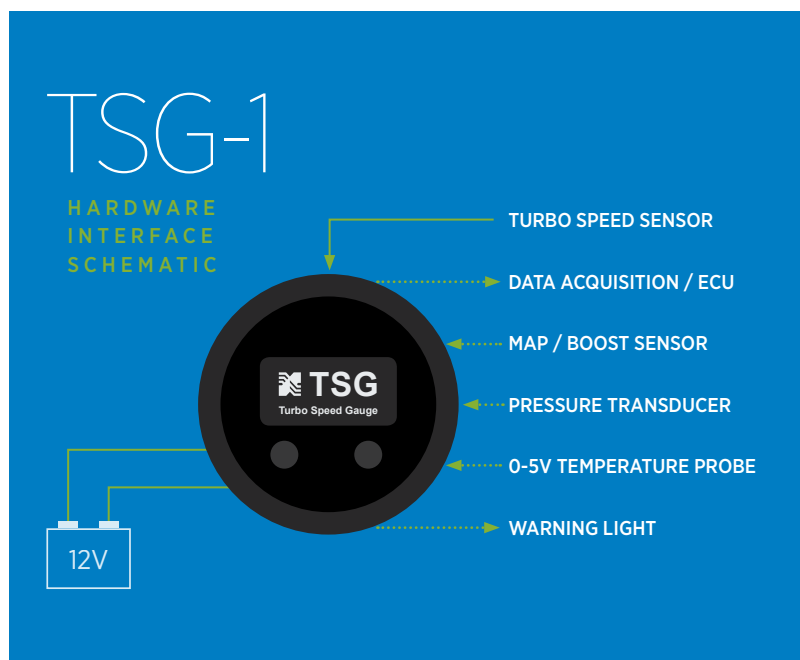 TSG-1
HARDWARE
INTERFACE
SCHEMATIC
TURBO SPEED SENSOR
DATA ACQUISITION / ECU
MAP / BOOST SENSOR
PRESSURE TRANSDUCER
0-5V TEMPERATURE PROBE
WARNING LIGHT
TSG
Turbo Speed Gauge
12V